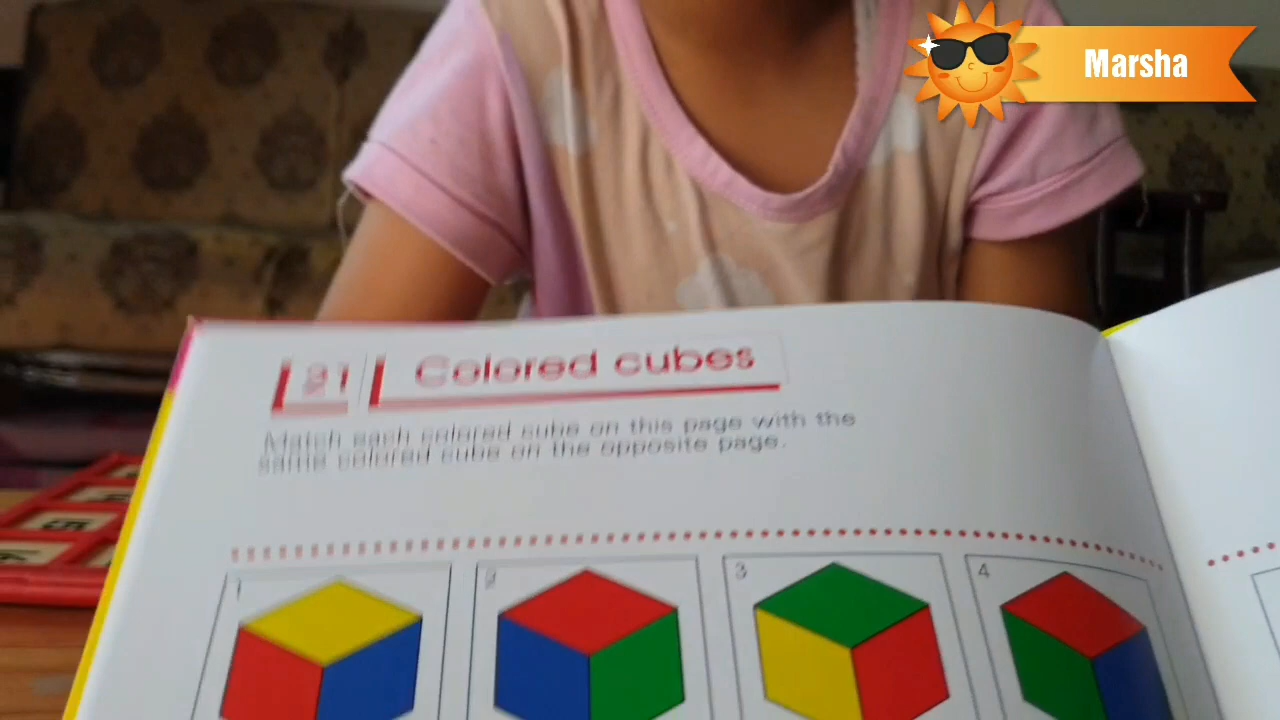 Marsha
21 Colored cubes
Match each colored cube on this page with the
same colored cube on the opposite page.
1 2 3 4
5